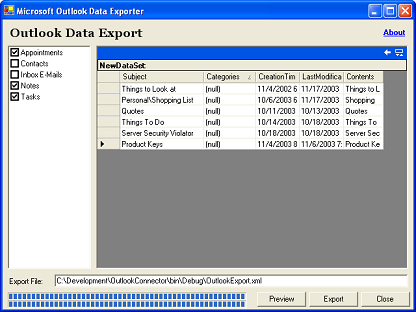 Microsoft Outlook Data Exporter
Outlook Data Export
About
Appointments
Contacts
Inbox E-Mails
Notes
Tasks
NewDataSet
Subject Categories CreationTim LastModifica Contents
Things to Look at (null) 11/4/2002 6 11/17/2003 Things to L
Personal\Shopping List (null) 10/6/2003 6 11/17/2003 Shopping
Quotes (null) 10/11/2003 10/13/2003 Quotes
Things To Do (null) 10/14/2003 10/18/2003 Things To
Server Security Violator (null) 10/18/2003 10/18/2003 Server Sec
Product Keys (null) 11/4/2003 8 11/6/2003 7: Product Ke
Export File: C:\Development\OutlookConnector\bin\Debug\OutlookExport.xml
Preview Export Close